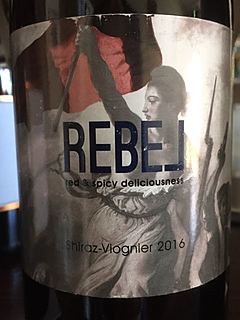 REBEL
red & spicy deliciousness
Shiraz-Viognier 2016